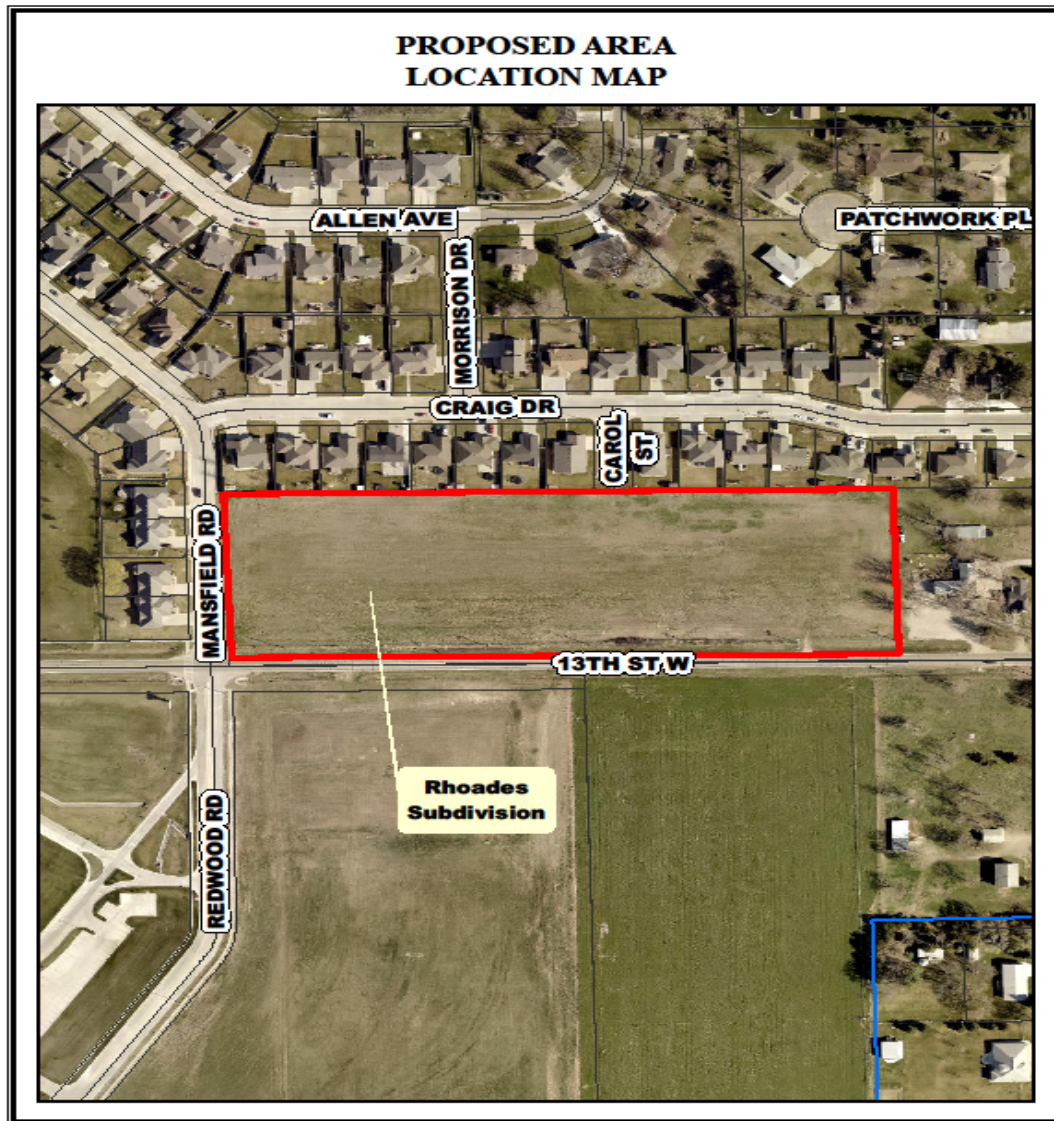 PROPOSED AREA
LOCATION MAP
ALLEN AVE
PATCHWORK PL
MORRISON DR
CRAIG DR
CAROL
ST
MANSFIELD RD
13TH ST W
Rhoades
Subdivision
REDWOOD RD